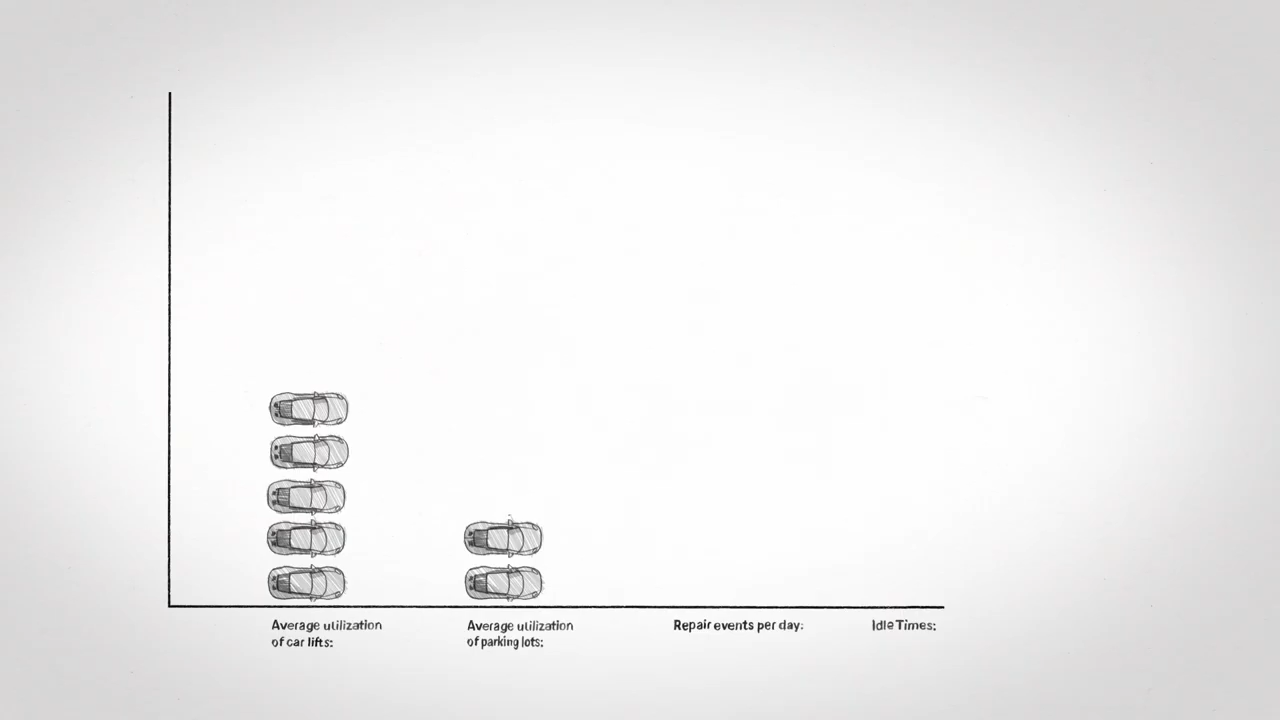 Average utilization
of car lifts:
Average utilization
of parking lots:
Repair events per day:
Idle Times: